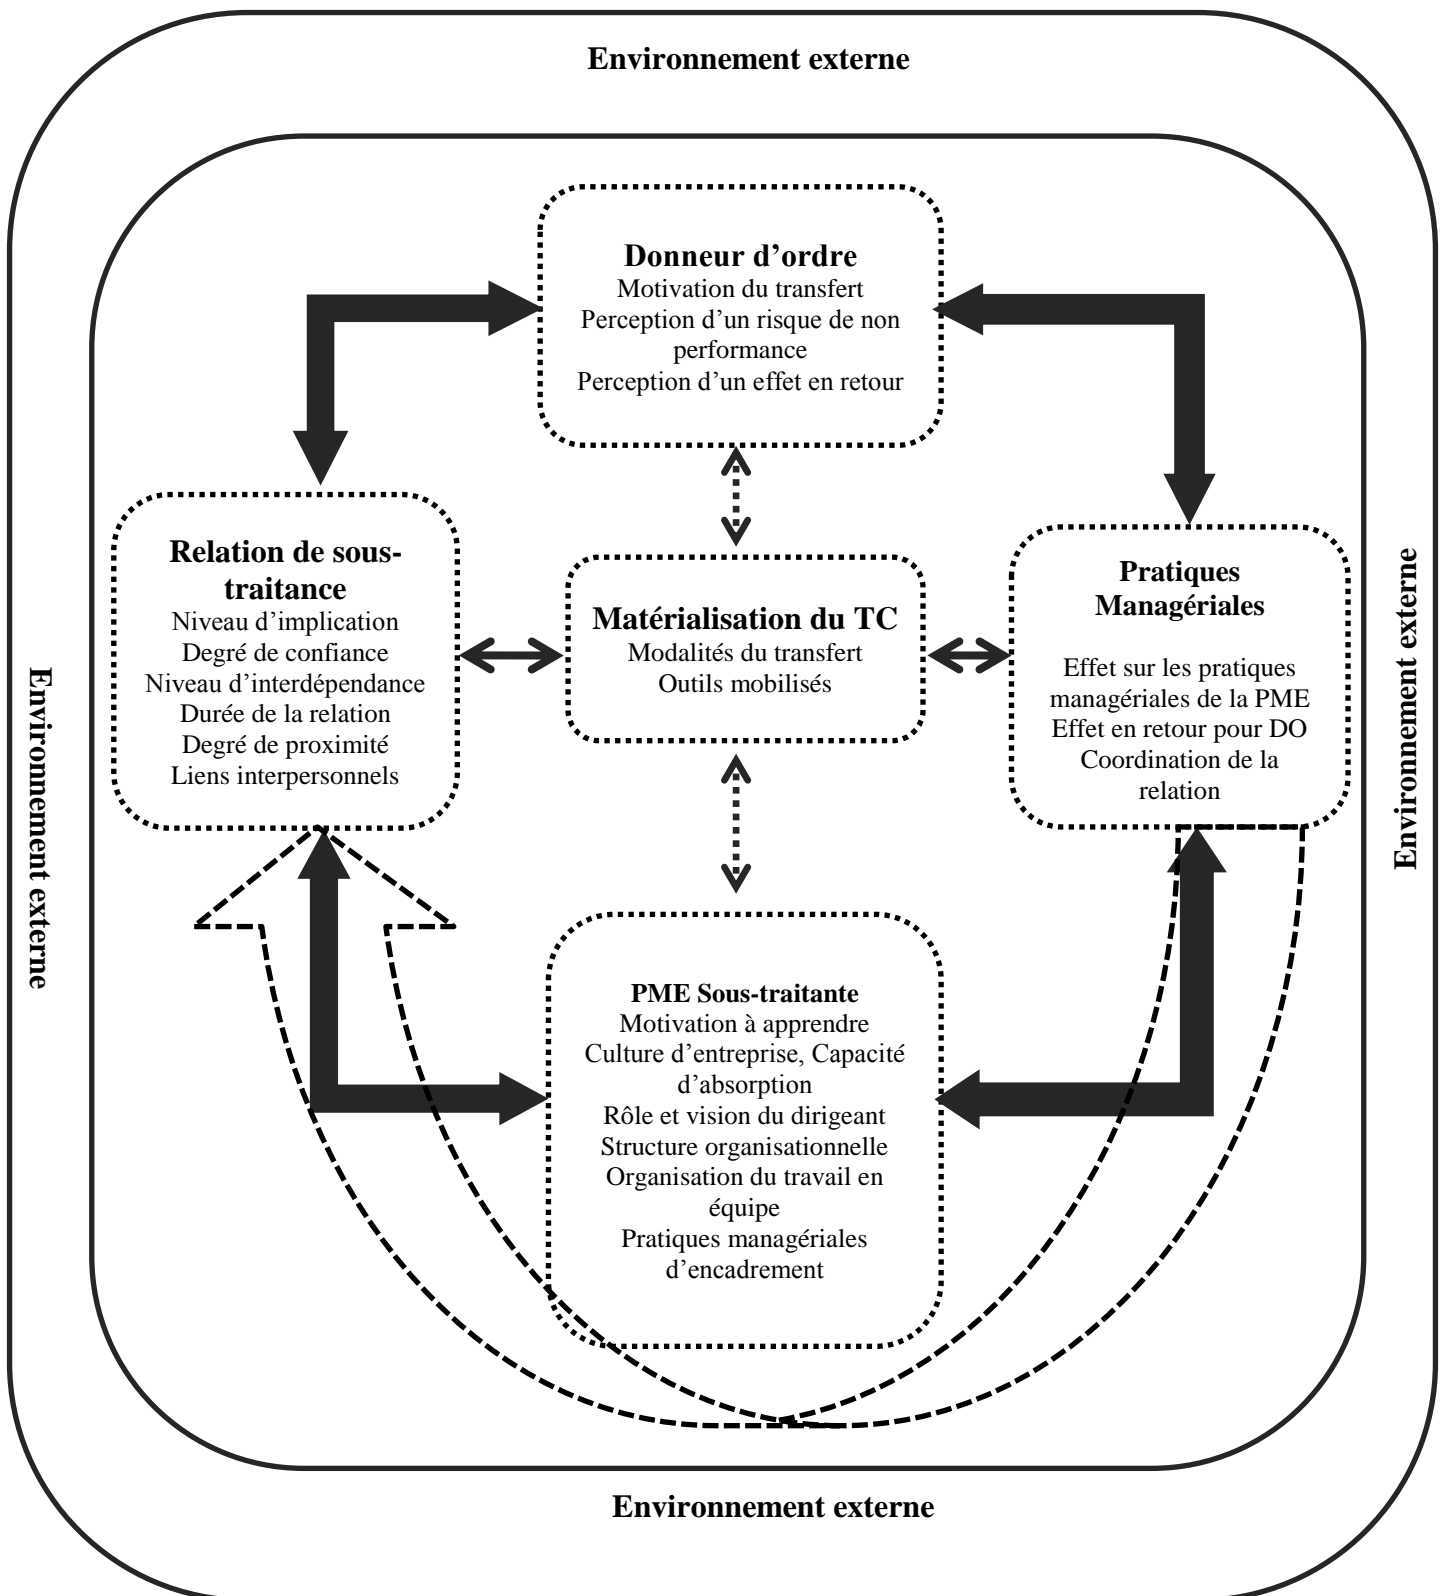 Environnement externe
Donneur d’ordre
Motivation du transfert
Perception d’un risque de non
performance
Perception d’un effet en retour
Relation de sous-
traitance
Niveau d’implication
Degré de confiance
Niveau d’interdépendance
Durée de la relation
Degré de proximité
Liens interpersonnels
Matérialisation du TC
Modalités du transfert
Outils mobilisés
Pratiques
Managériales
Effet sur les pratiques
managériales de la PME
Effet en retour pour DO
Coordination de la
relation
Environnement externe
Environnement externe
PME Sous-traitante
Motivation à apprendre
Culture d’entreprise, Capacité
d’absorption
Rôle et vision du dirigeant
Structure organisationnelle
Organisation du travail en
équipe
Pratiques managériales
d’encadrement
Environnement externe